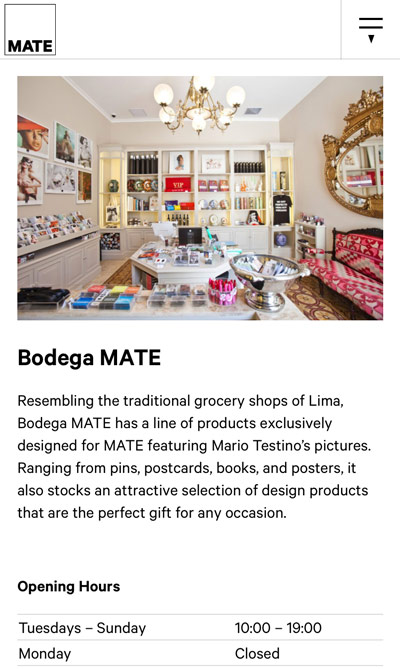 MATE
VIP
Bodega MATE
Resembling the traditional grocery shops of Lima,
Bodega MATE has a line of products exclusively
designed for MATE featuring Mario Testino’s pictures.
Ranging from pins, postcards, books, and posters, it
also stocks an attractive selection of design products
that are the perfect gift for any occasion.
Opening Hours
Tuesdays – Sunday 10:00 – 19:00
Monday Closed